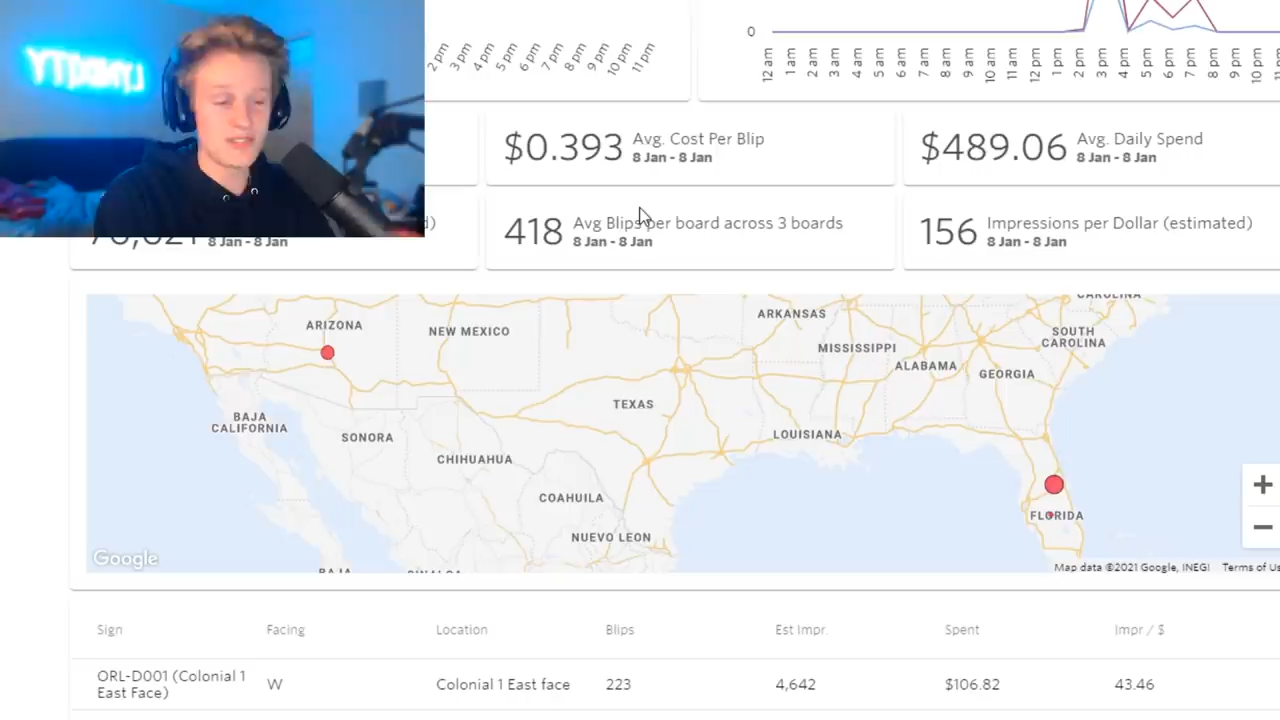 2 pm 3 pm 4 pm 5 pm 6 pm 7 pm 8 pm 9 pm 10 pm 11 pm
0
12 am 1 am 2 am 3 am 4 am 5 am 6 am 7 am 8 am 9 am 10 am 11 am 12 pm 1 pm 2 pm 3 pm 4 pm 5 pm 6 pm 7 pm 8 pm 9 pm 10 pm
$0.393 Avg. Cost Per Blip
8 Jan - 8 Jan
$489.06 Avg. Daily Spend
8 Jan - 8 Jan
8 Jan - 8 Jan
418 Avg Blips per board across 3 boards
8 Jan - 8 Jan
156 Impressions per Dollar (estimated)
8 Jan - 8 Jan
CAROLINA
ARIZONA
NEW MEXICO
ARKANSAS
SOUTH
CAROLINA
MISSISSIPPI
ALABAMA
GEORGIA
TEXAS
BAJA
CALIFORNIA
SONORA
LOUISIANA
CHIHUAHUA
COAHUILA
FLORIDA
NUEVO LEON
Google
BAJA
SINALOA
Map data ©2021 Google, INEGI Terms of Us
Sign Facing Location Blips Est Impr. Spent Impr / $
ORL-D001 (Colonial 1
East Face) W Colonial 1 East face 223 4,642 $106.82 43.46